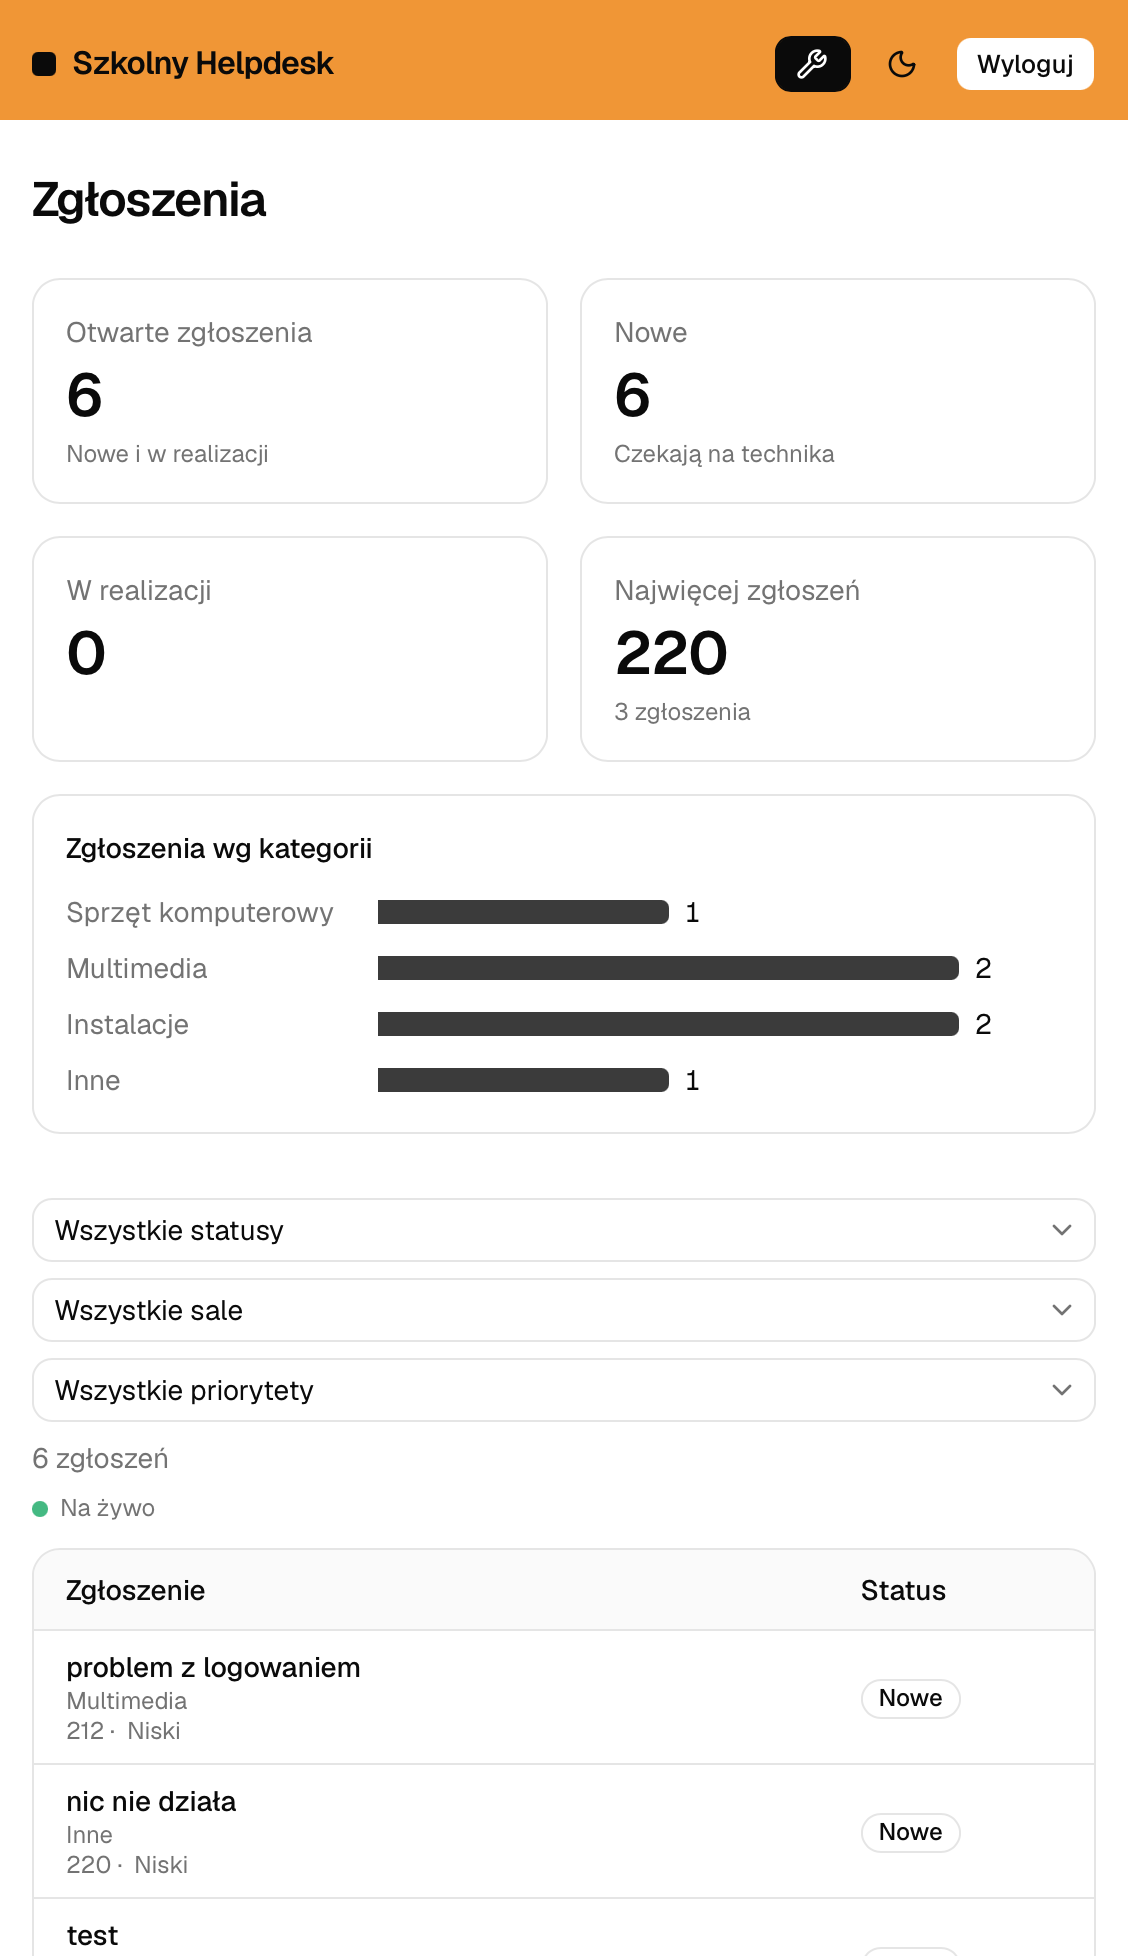 Szkolny Helpdesk
Wyloguj
Zgłoszenia
Otwarte zgłoszenia
6
Nowe i w realizacji
Nowe
6
Czekają na technika
W realizacji
0
Najwięcej zgłoszeń
220
3 zgłoszenia
Zgłoszenia wg kategorii
Sprzęt komputerowy 1
Multimedia 2
Instalacje 2
Inne 1
Wszystkie statusy
Wszystkie sale
Wszystkie priorytety
6 zgłoszeń
Na żywo
Zgłoszenie Status
problem z logowaniem
Multimedia
212 · Niski
Nowe
nic nie działa
Inne
220 · Niski
Nowe
test